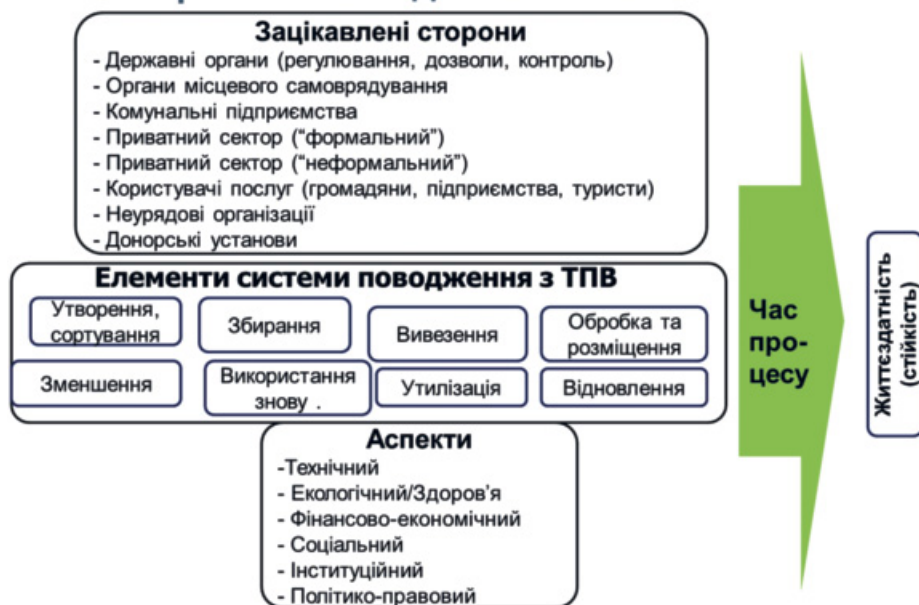 Зацікавлені сторони
- Державні органи (регулювання, дозволи, контроль)
- Органи місцевого самоврядування
- Комунальні підприємства
- Приватний сектор (“формальний”)
- Приватний сектор (“неформальний”)
- Користувачі послуг (громадяни, підприємства, туристи)
- Неурядові організації
- Донорські установи
Елементи системи поводження з ТПВ
Утворення,
сортування
Збирання
Вивезення
Обробка та
розміщення
Зменшення
Використання
знову .
Утилізація
Відновлення
Аспекти
-Технічний
- Екологічний/Здоров’я
- Фінансово-економічний
- Соціальний
- Інституційний
- Політико-правовий
Час
про-
цесу
Життєздатність
(стійкість)